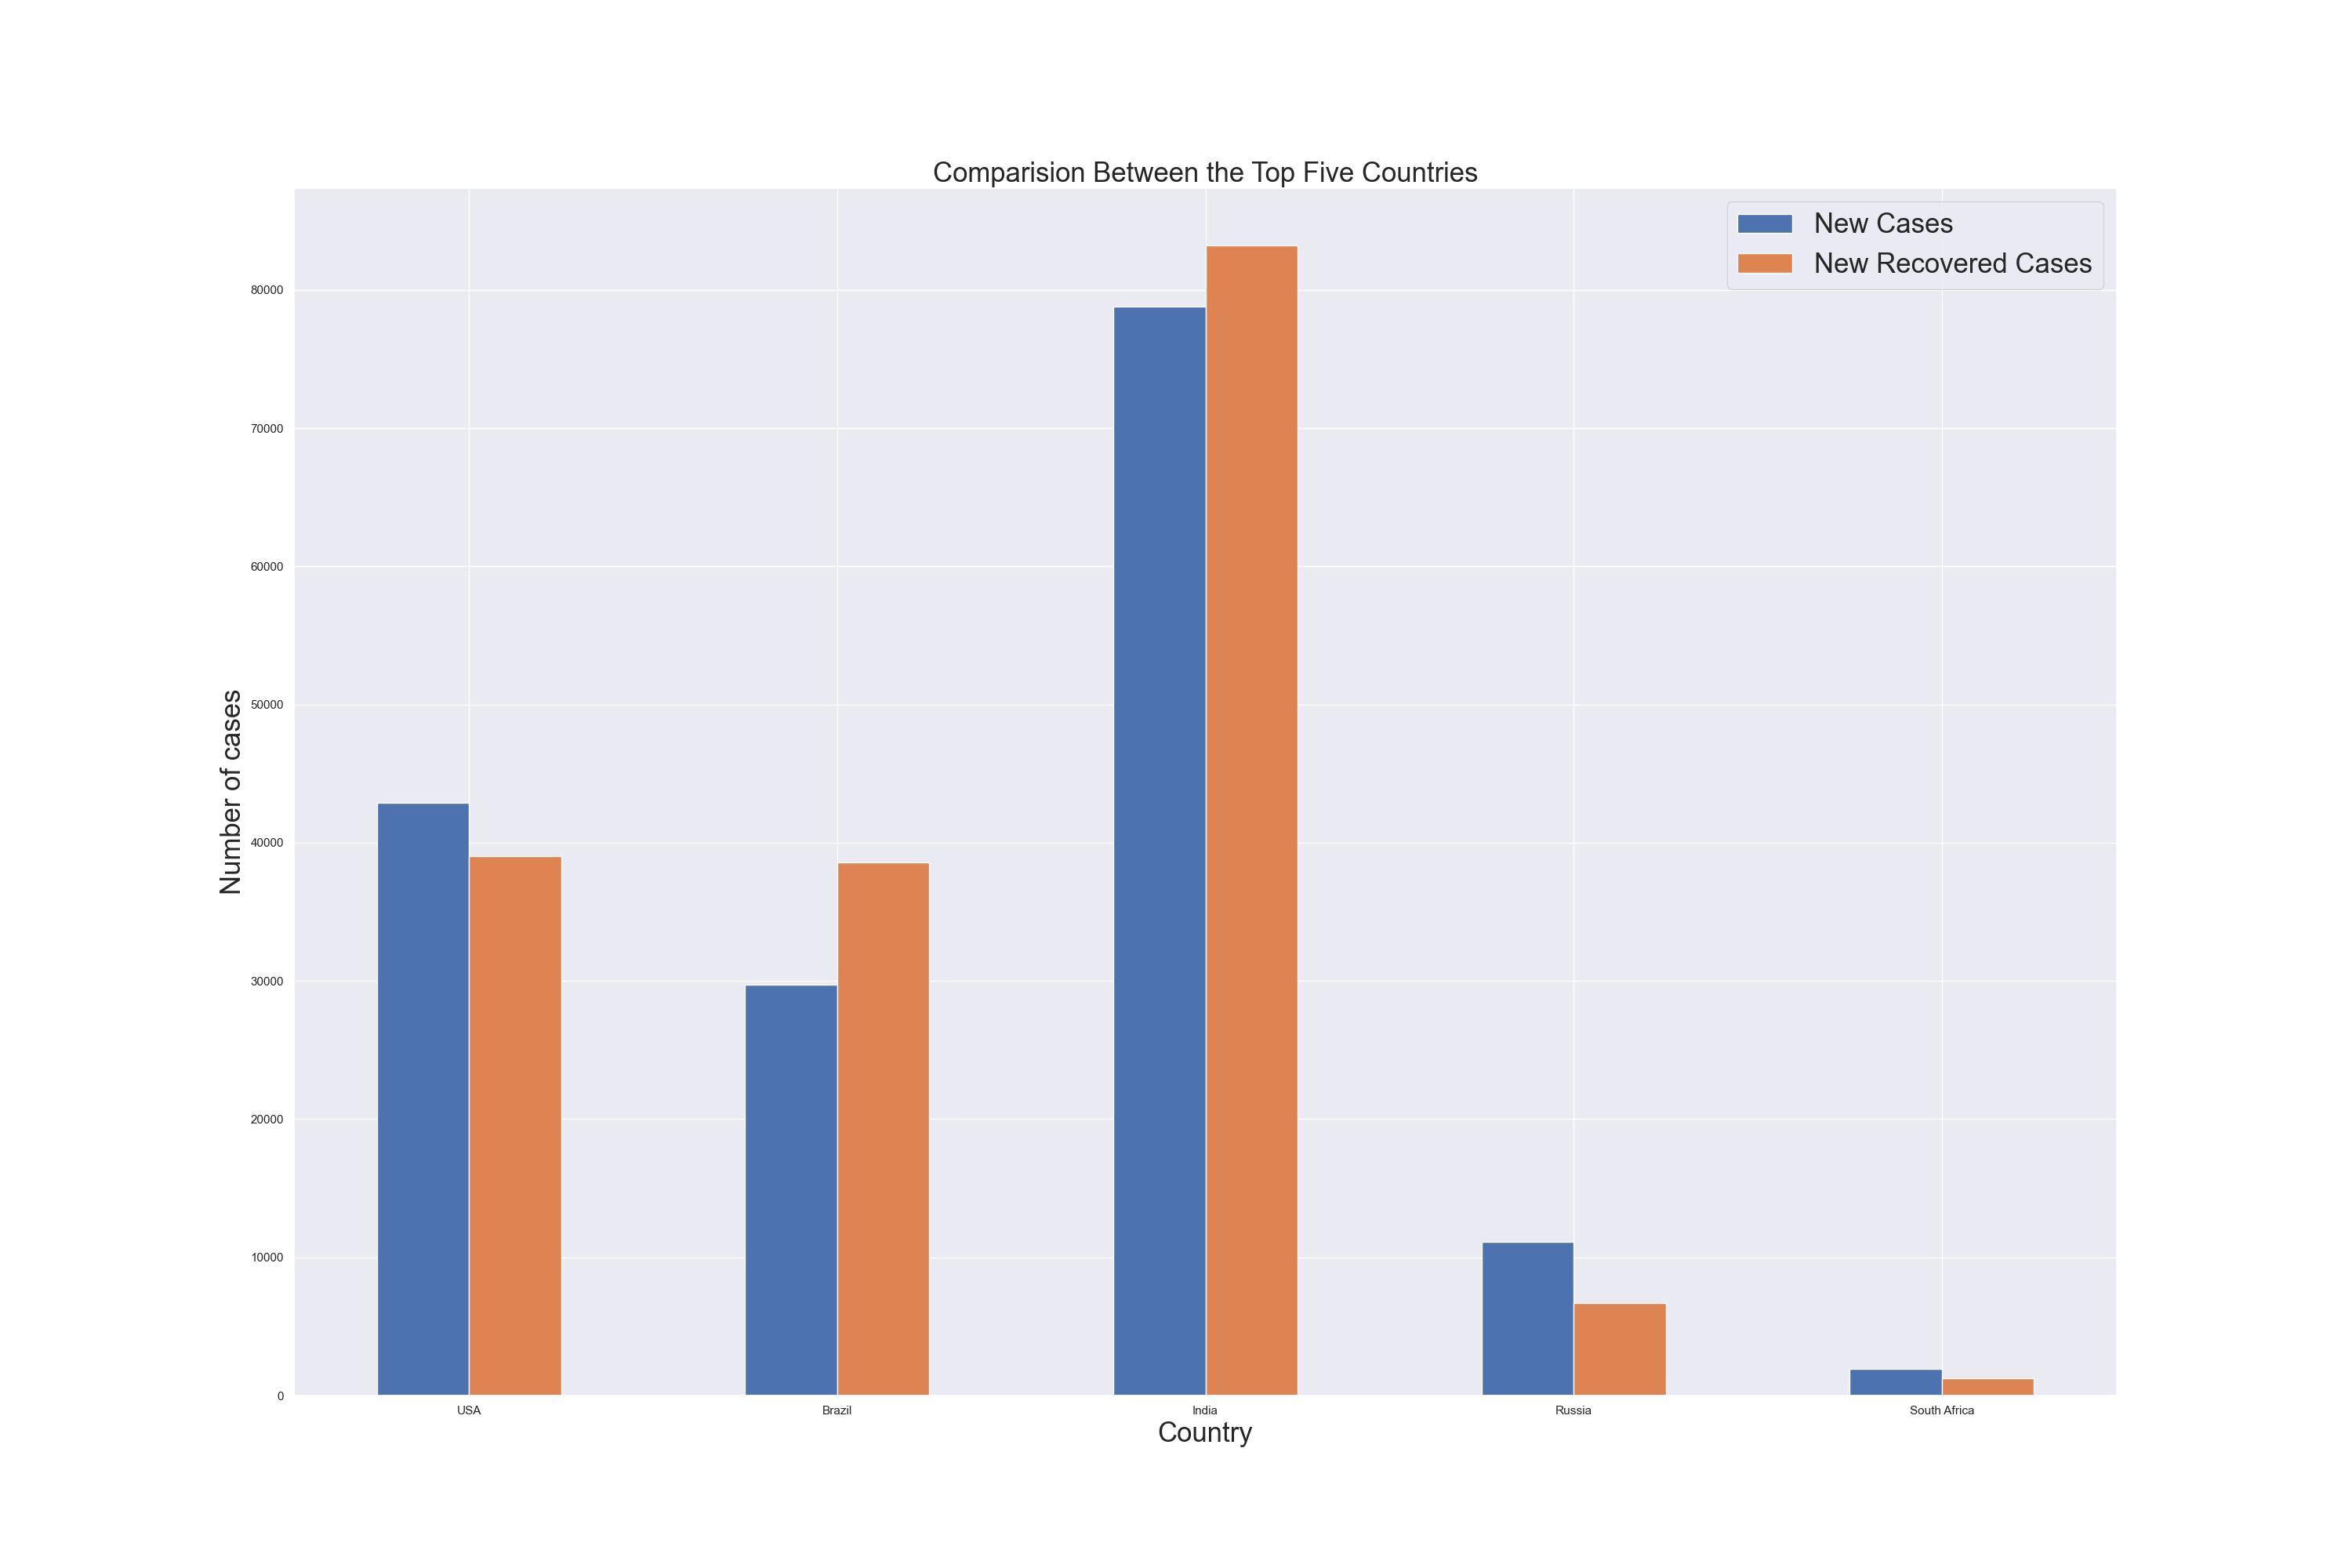 Comparision Between the Top Five Countries
New Cases
New Recovered Cases
80000
70000
60000
50000
40000
30000
20000
10000
0
Number of cases
USA
Brazil
India
Russia
South Africa
Country